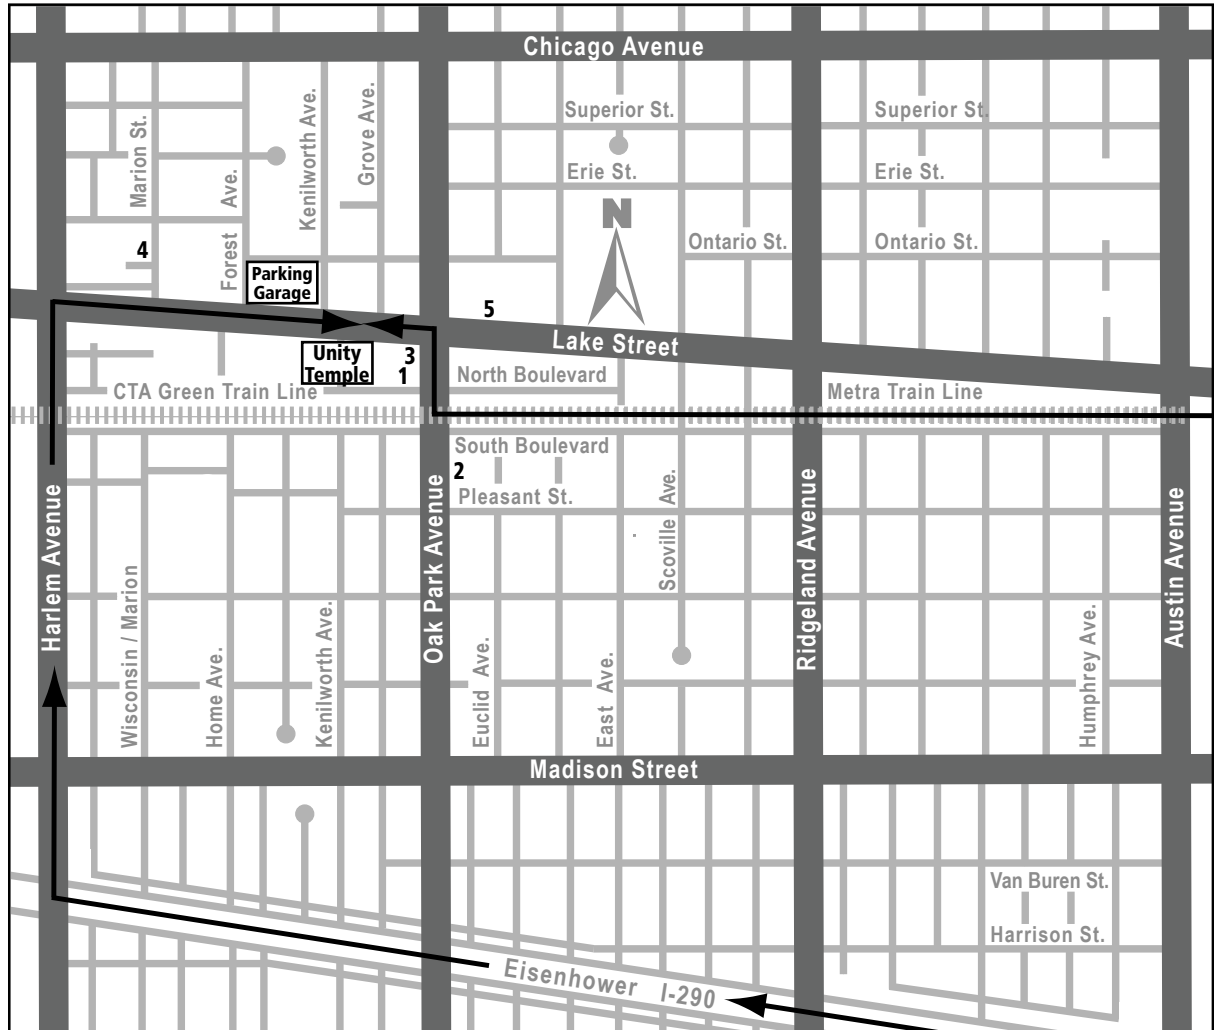 Chicago Avenue
Superior St.
Superior St.
Marion St.
Kenilworth Ave.
Grove Ave.
Forest Ave.
Erie St.
Erie St.
N
Ontario St.
Ontario St.
4
Parking
Garage
5
Lake Street
Unity
Temple
3
1
North Boulevard
CTA Green Train Line
Metra Train Line
South Boulevard
2
Pleasant St.
Harlem Avenue
Oak Park Avenue
Scoville Ave.
Ridgeland Avenue
Austin Avenue
Wisconsin / Marion
Home Ave.
Kenilworth Ave.
Euclid Ave.
East Ave.
Humphrey Ave.
Madison Street
Van Buren St.
Harrison St.
Eisenhower I-290